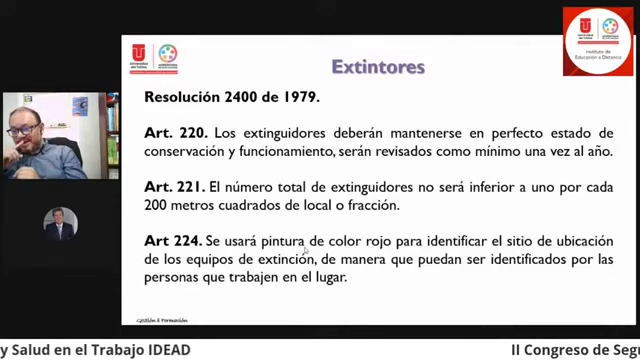 Extintores
Resolución 2400 de 1979.
Art. 220. Los extinguidores deberán mantenerse en perfecto estado de
conservación y funcionamiento, serán revisados como mínimo una vez al año.
Art. 221. El número total de extinguidores no será inferior a uno por cada
200 metros cuadrados de local o fracción.
Art 224. Se usará pintura de color rojo para identificar el sitio de ubicación
de los equipos de extinción, de manera que puedan ser identificados por las
personas que trabajen en el lugar.
Gestión & Formación
Universidad
del Tolima
Instituto de
Educación a Distancia
y Salud en el Trabajo IDEAD
II Congreso de Seg